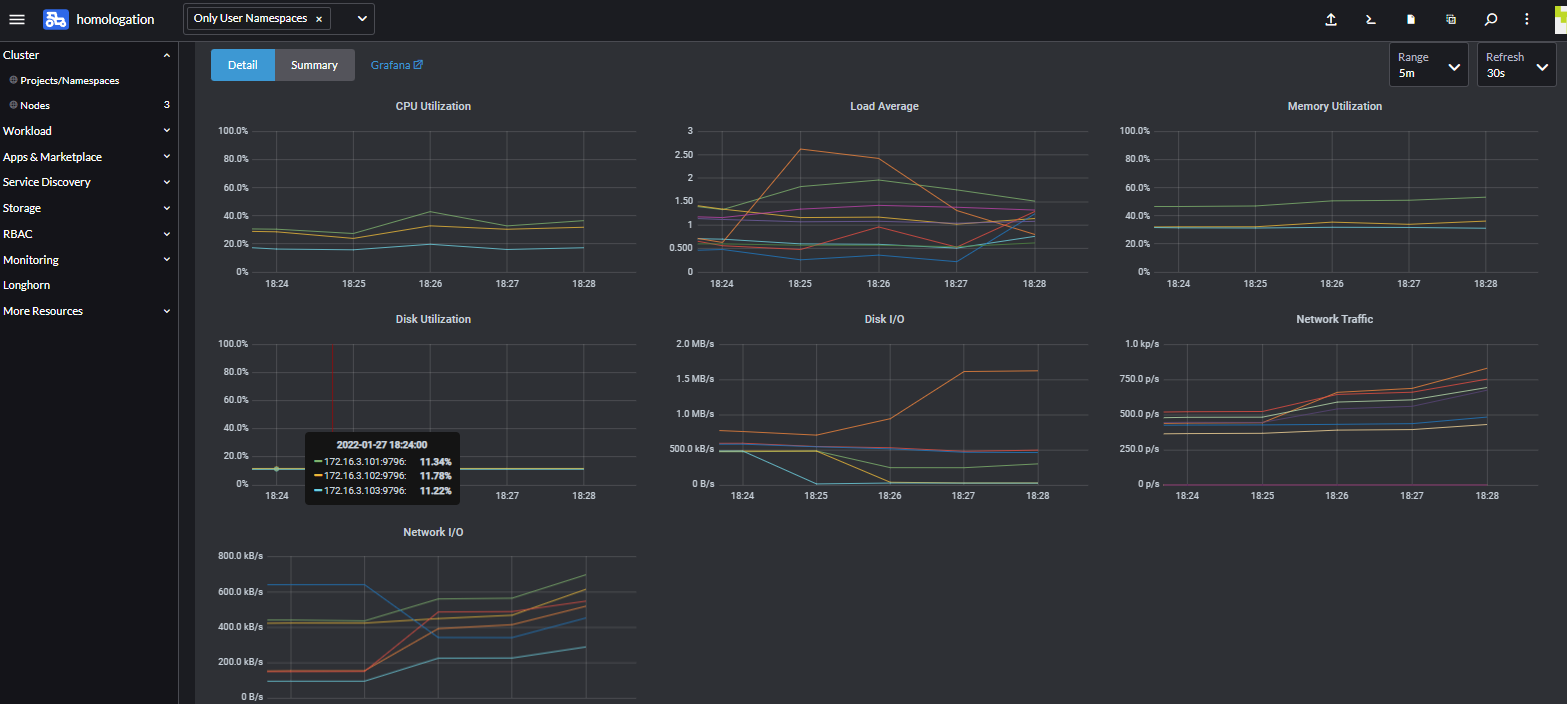 homologation
Only User Namespaces ×
Cluster
Projects/Namespaces
Nodes 3
Workload
Apps & Marketplace
Service Discovery
Storage
RBAC
Monitoring
Longhorn
More Resources
Detail Summary Grafana
Range
5m
Refresh
30s
CPU Utilization
100.0%
80.0%
60.0%
40.0%
20.0%
0%
18:24 18:25 18:26 18:27 18:28
Load Average
3
2.50
2
1.50
1
0.500
0
18:24 18:25 18:26 18:27 18:28
Memory Utilization
100.0%
80.0%
60.0%
40.0%
20.0%
0%
18:24 18:25 18:26 18:27 18:28
Disk Utilization
100.0%
80.0%
60.0%
40.0%
20.0%
0%
18:24 18:27 18:28
2022-01-27 18:24:00
172.16.3.101:9796: 11.34%
172.16.3.102:9796: 11.78%
172.16.3.103:9796: 11.22%
Disk I/O
2.0 MB/s
1.5 MB/s
1.0 MB/s
500.0 kB/s
0 B/s
18:24 18:25 18:26 18:27 18:28
Network Traffic
1.0 kp/s
750.0 p/s
500.0 p/s
250.0 p/s
0 p/s
18:24 18:25 18:26 18:27 18:28
Network I/O
800.0 kB/s
600.0 kB/s
400.0 kB/s
200.0 kB/s
0 B/s